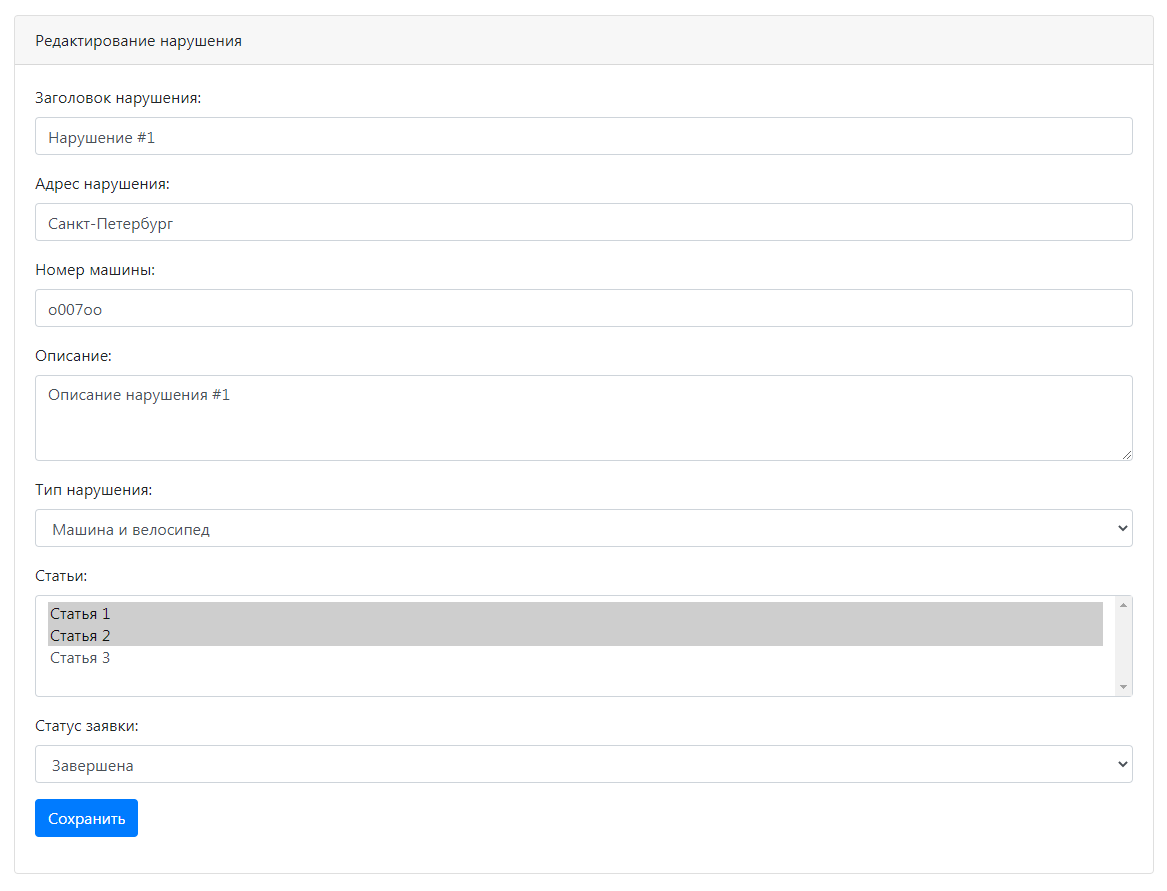 Редактирование нарушения
Заголовок нарушения:
Нарушение #1
Адрес нарушения:
Санкт-Петербург
Номер машины:
o007oo
Описание:
Описание нарушения #1
Тип нарушения:
Машина и велосипед
Статьи:
Статья 1
Статья 2
Статья 3
Статус заявки:
Завершена
Сохранить